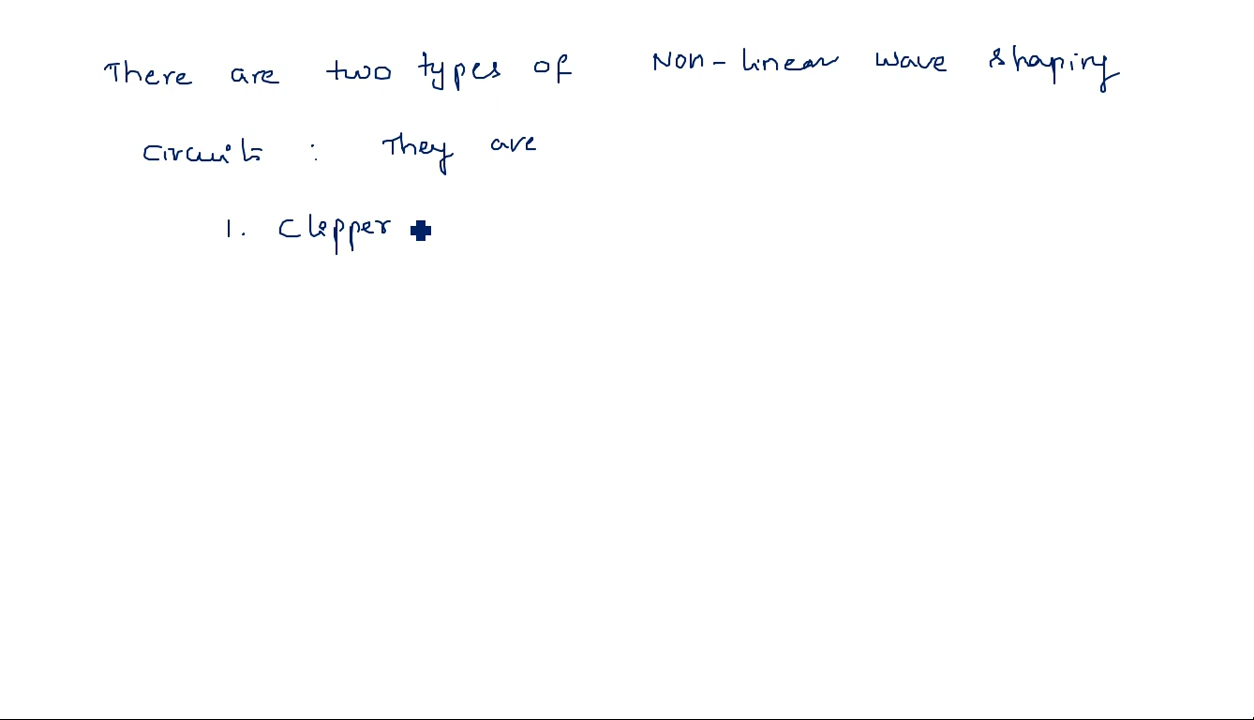 There are two types of Non-linear wave shaping
circuits : They are
1. Clipper